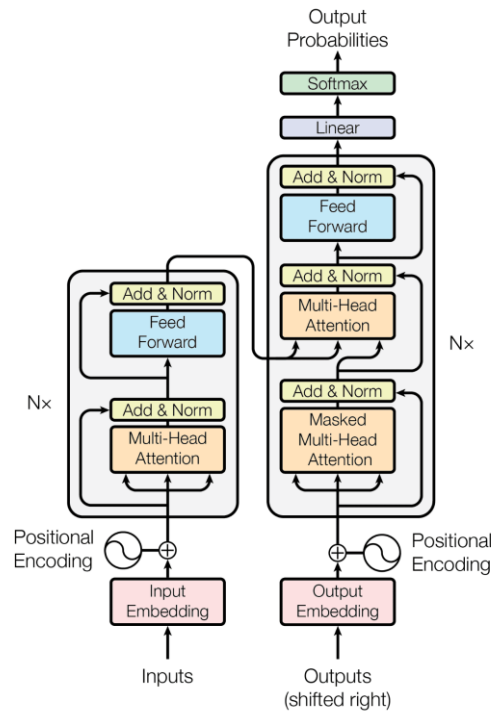 Output
Probabilities
Softmax
Linear
Add & Norm
Feed
Forward
Add & Norm
Multi-Head
Attention
N×
Add & Norm
Masked
Multi-Head
Attention
Positional
Encoding
Output
Embedding
Outputs
(shifted right)
Add & Norm
Feed
Forward
N×
Add & Norm
Multi-Head
Attention
Positional
Encoding
Input
Embedding
Inputs